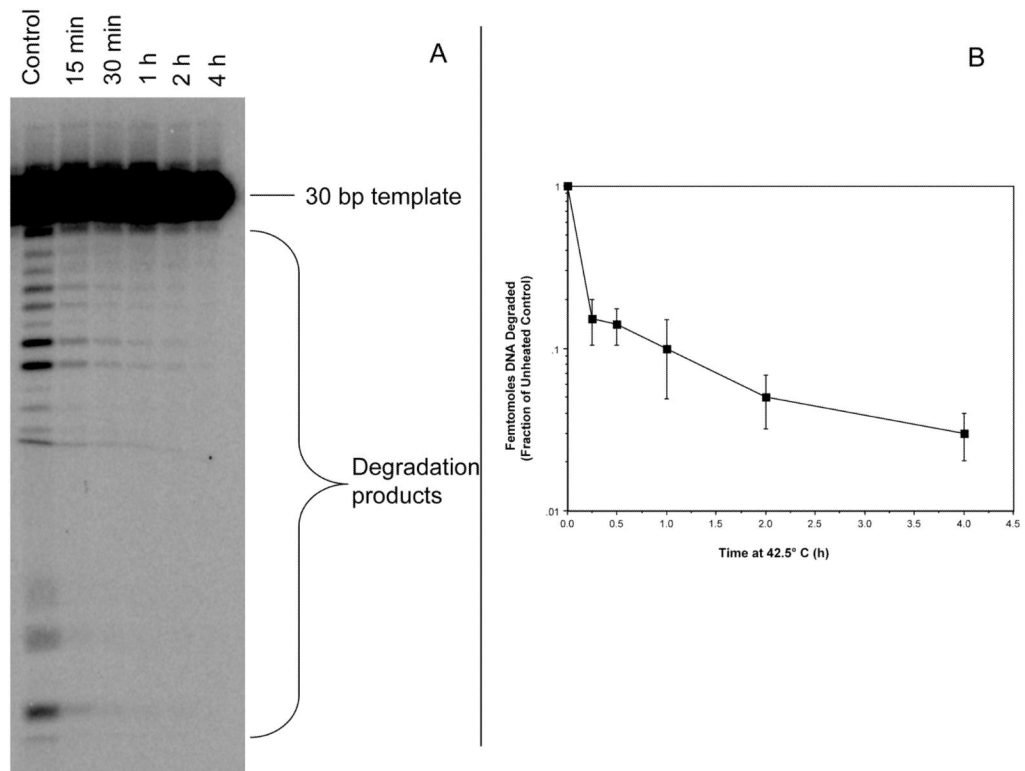 Control
15 min
30 min
1 h
2 h
4 h
A
30 bp template
Degradation
products
B
Femtomoles DNA Degraded
(Fraction of Unheated Control)
1
.1
.01
0.0 0.5 1.0 1.5 2.0 2.5 3.0 3.5 4.0 4.5
Time at 42.5° C (h)